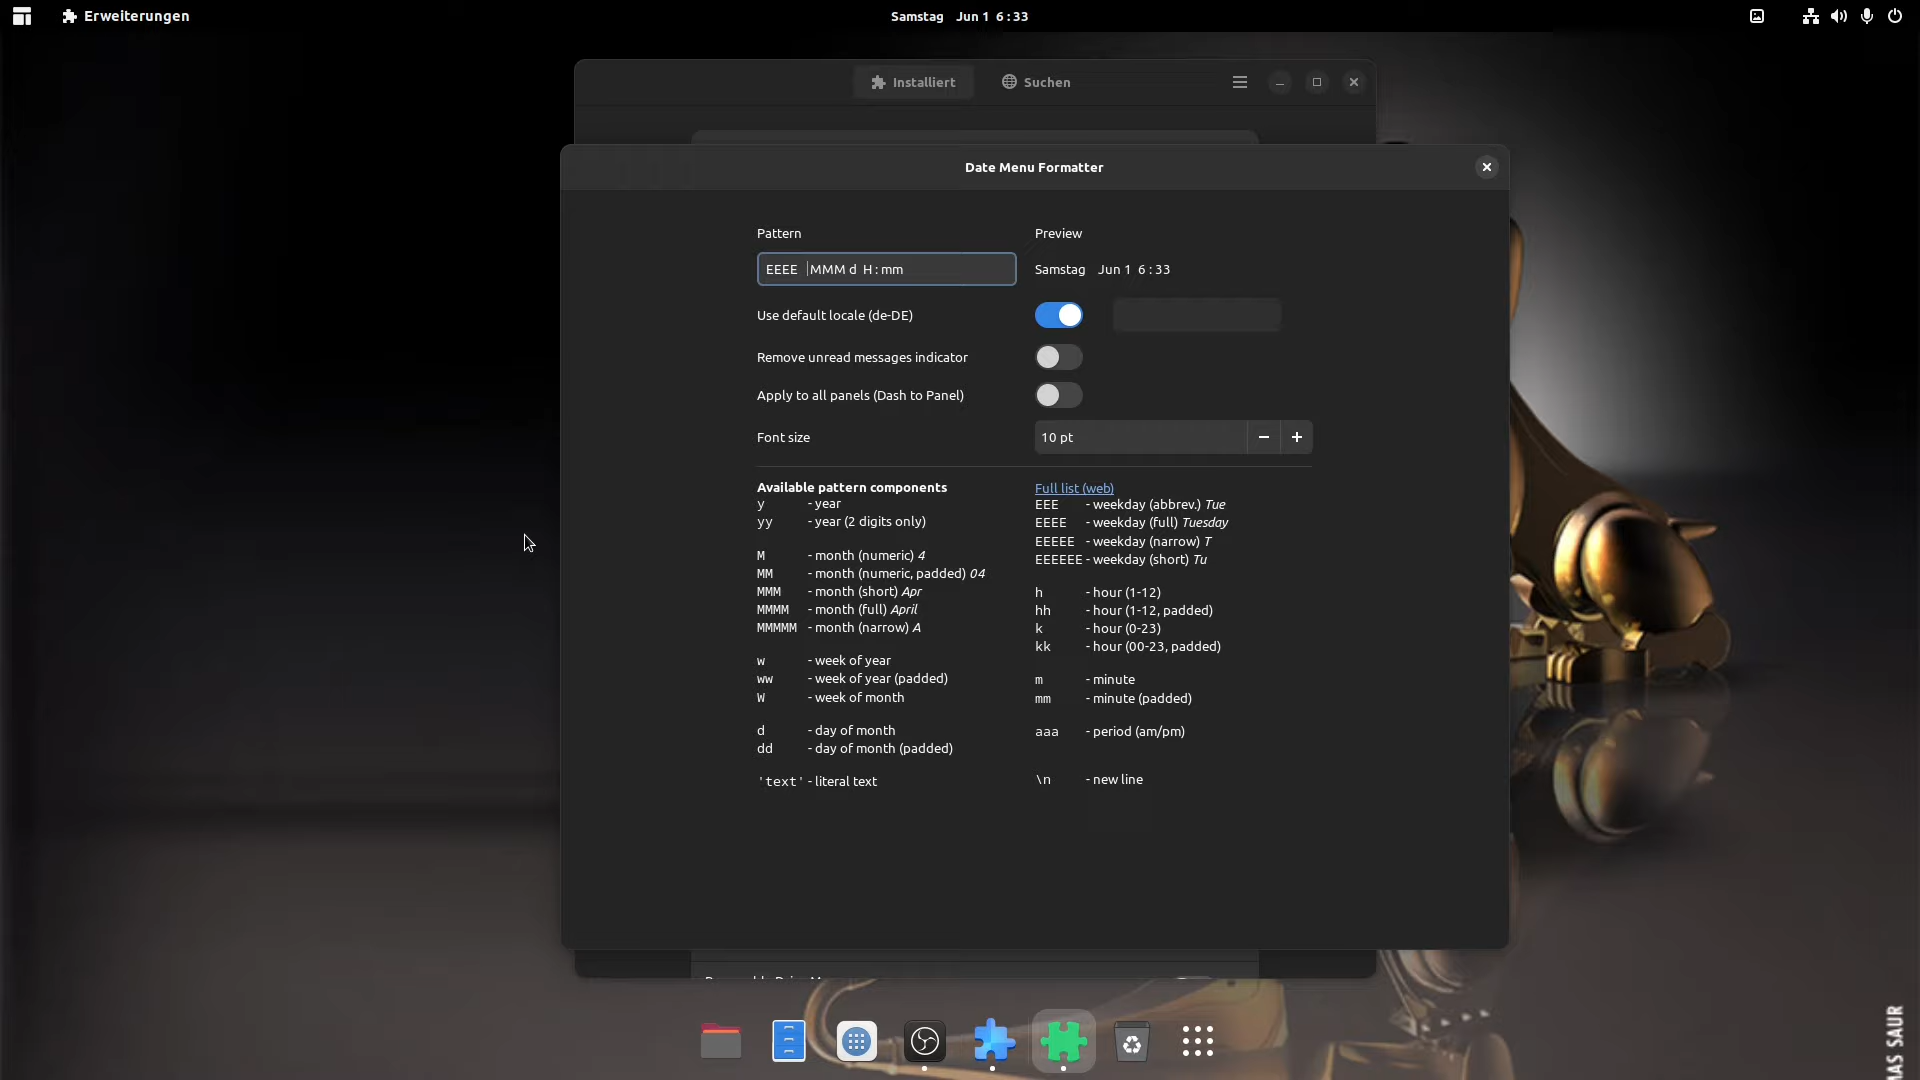 Erweiterungen
Samstag Jun 1 6 : 33
Installiert
Suchen
Date Menu Formatter
Pattern
Preview
EEEE MMM d H : mm
Samstag Jun 1 6 : 33
Use default locale (de-DE)
Remove unread messages indicator
Apply to all panels (Dash to Panel)
Font size
10 pt
Available pattern components
y - year
yy - year (2 digits only)
M - month (numeric) 4
MM - month (numeric, padded) 04
MMM - month (short) Apr
MMMM - month (full) April
MMMMM - month (narrow) A
w - week of year
ww - week of year (padded)
W - week of month
d - day of month
dd - day of month (padded)
'text' - literal text
Full list (web)
EEE - weekday (abbrev.) Tue
EEEE - weekday (full) Tuesday
EEEEE - weekday (narrow) T
EEEEEE - weekday (short) Tu
h - hour (1-12)
hh - hour (1-12, padded)
k - hour (0-23)
kk - hour (00-23, padded)
m - minute
mm - minute (padded)
aaa - period (am/pm)
\n - new line
SAUR